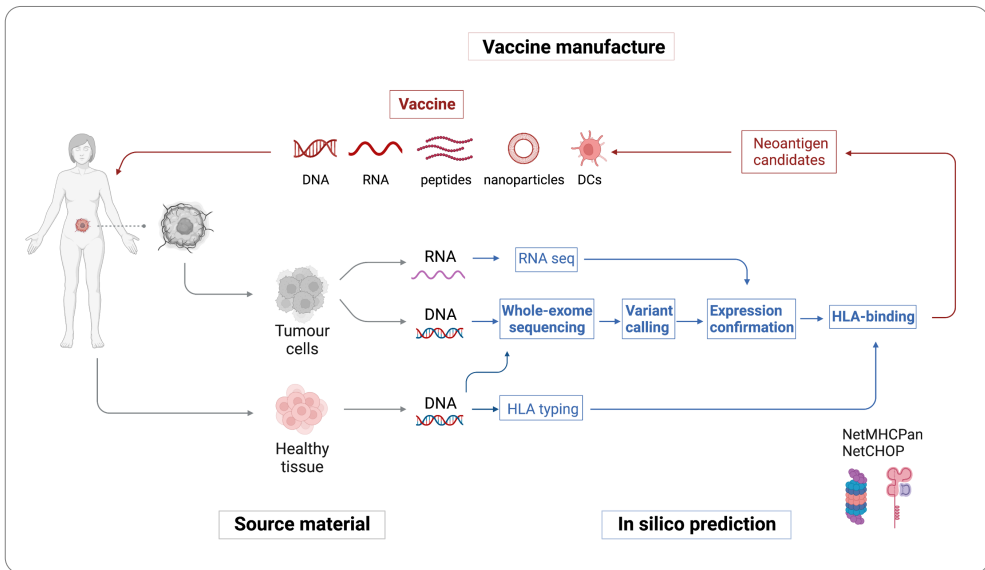 Vaccine manufacture
Vaccine
DNA
RNA
peptides
nanoparticles
DCs
Neoantigen
candidates
RNA
RNA seq
Tumour
cells
DNA
Whole-exome
sequencing
Variant
calling
Expression
confirmation
HLA-binding
Healthy
tissue
DNA
HLA typing
NetMHCPan
NetCHOP
Source material
In silico prediction